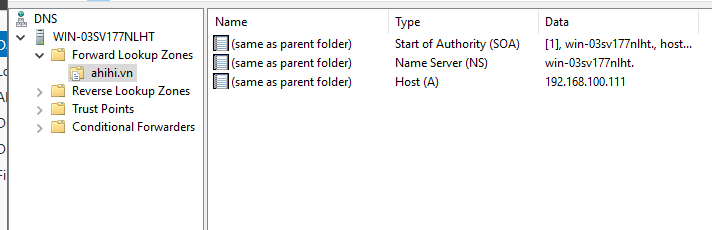 DNS
WIN-03SV177NLHT
Forward Lookup Zones
ahihi.vn
Reverse Lookup Zones
Trust Points
Conditional Forwarders
Name Type Data
(same as parent folder) Start of Authority (SOA) [1], win-03sv177nlht., host...
(same as parent folder) Name Server (NS) win-03sv177nlht.
(same as parent folder) Host (A) 192.168.100.111